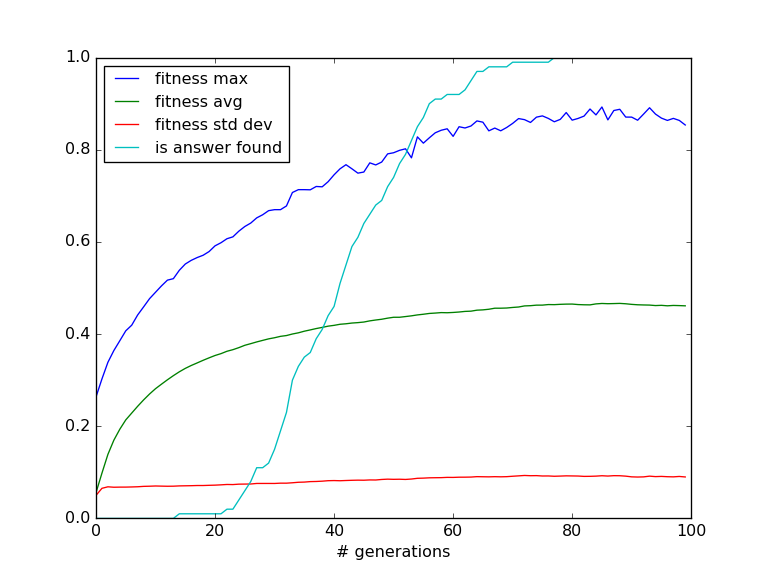 1.0
0.8
0.6
0.4
0.2
0.0
fitness max
fitness avg
fitness std dev
is answer found
0 20 40 60 80 100
# generations